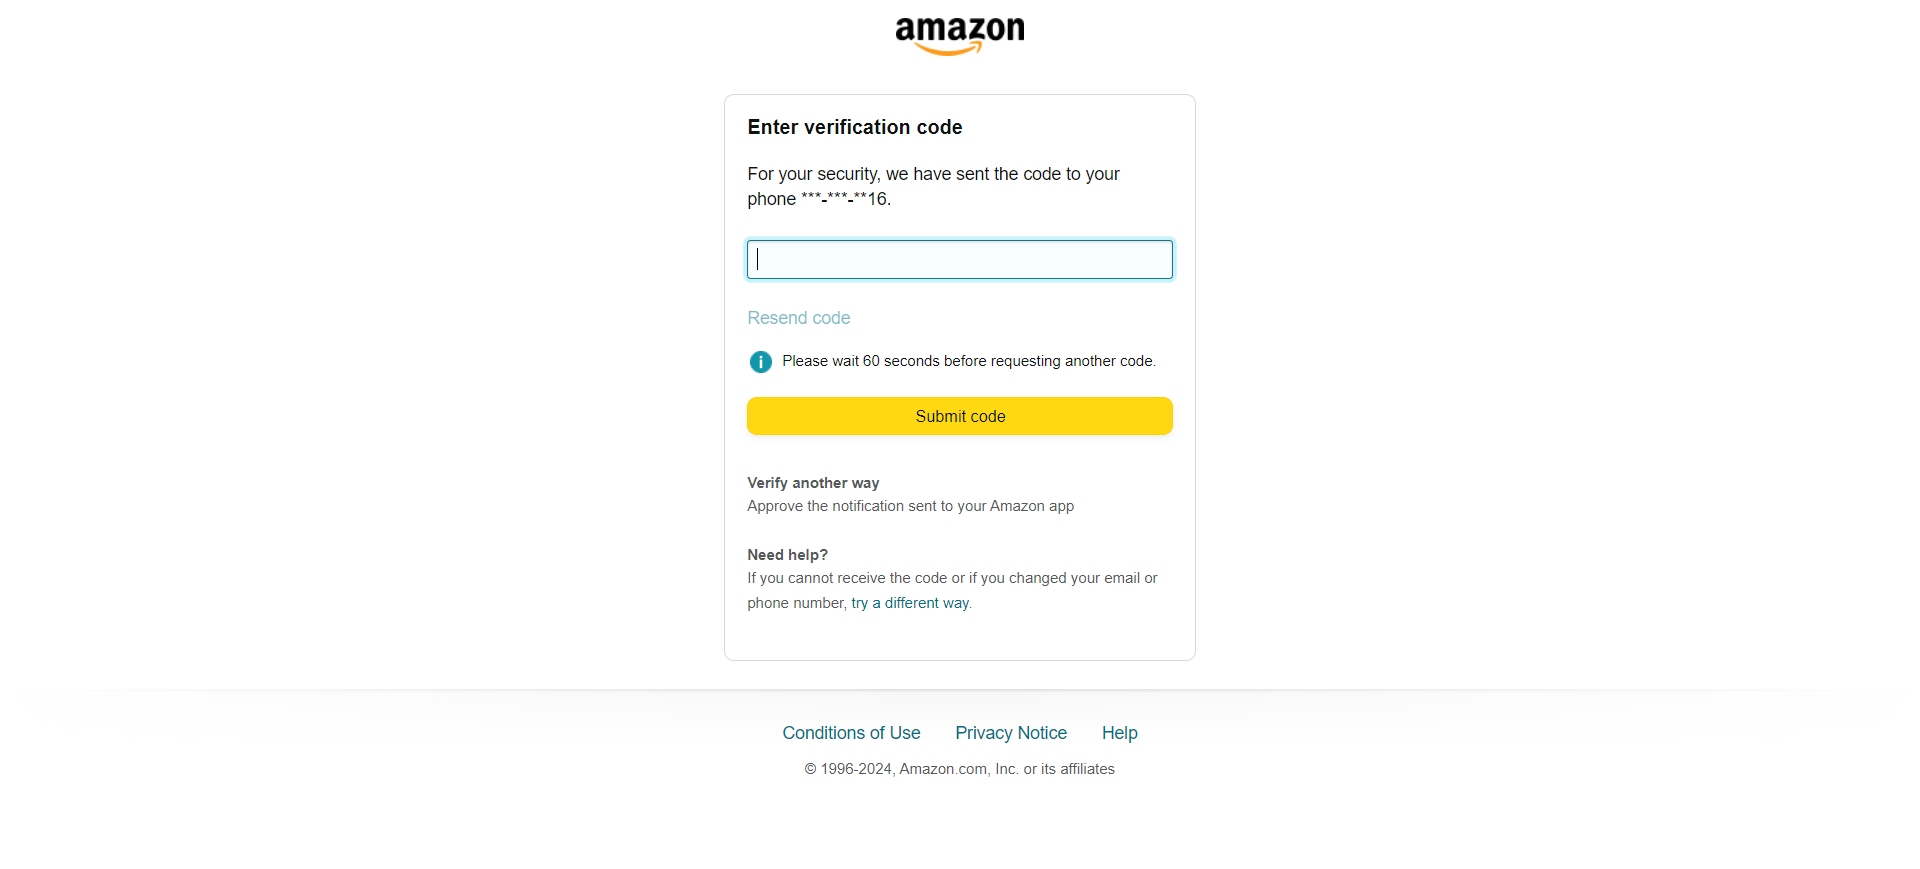 amazon
Enter verification code
For your security, we have sent the code to your
phone ***-***-**16.
Resend code
i Please wait 60 seconds before requesting another code.
Submit code
Verify another way
Approve the notification sent to your Amazon app
Need help?
If you cannot receive the code or if you changed your email or
phone number, try a different way.
Conditions of Use Privacy Notice Help
© 1996-2024, Amazon.com, Inc. or its affiliates